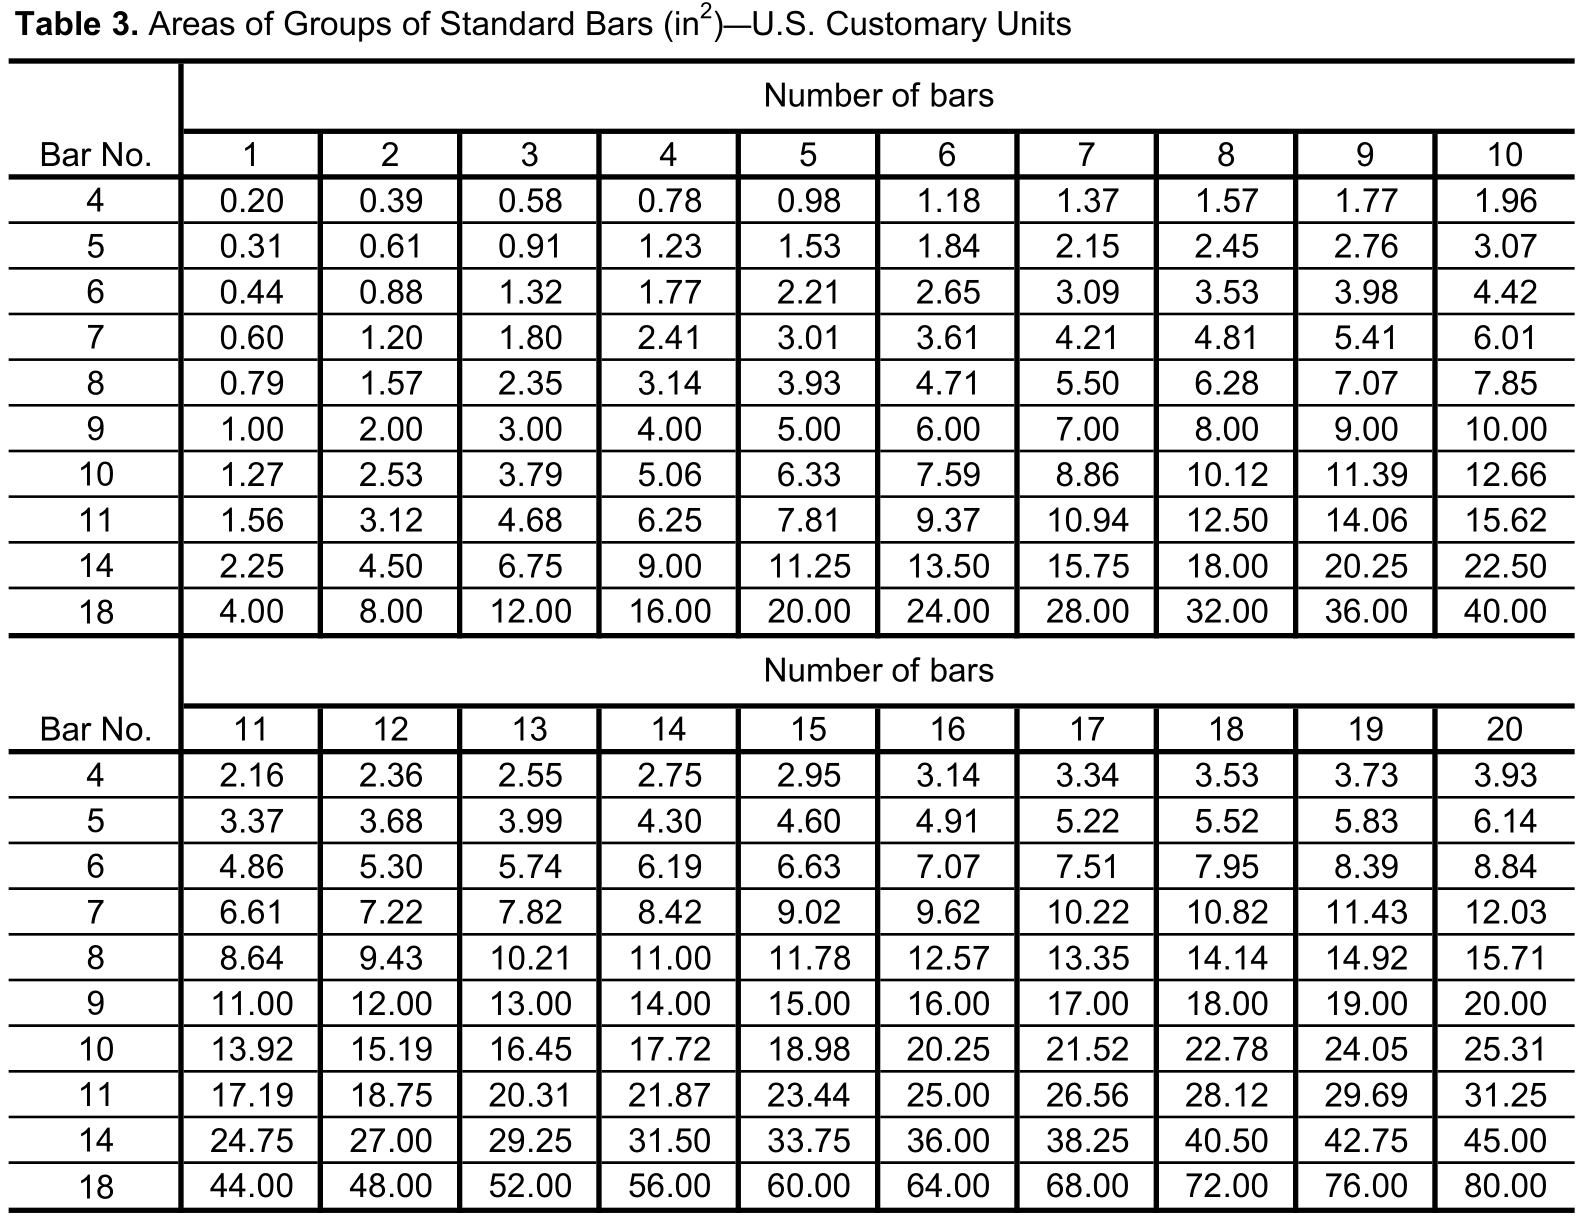 Table 3. Areas of Groups of Standard Bars (in2)—U.S. Customary Units
Number of bars
Bar No. 1 2 3 4 5 6 7 8 9 10
4 0.20 0.39 0.58 0.78 0.98 1.18 1.37 1.57 1.77 1.96
5 0.31 0.61 0.91 1.23 1.53 1.84 2.15 2.45 2.76 3.07
6 0.44 0.88 1.32 1.77 2.21 2.65 3.09 3.53 3.98 4.42
7 0.60 1.20 1.80 2.41 3.01 3.61 4.21 4.81 5.41 6.01
8 0.79 1.57 2.35 3.14 3.93 4.71 5.50 6.28 7.07 7.85
9 1.00 2.00 3.00 4.00 5.00 6.00 7.00 8.00 9.00 10.00
10 1.27 2.53 3.79 5.06 6.33 7.59 8.86 10.12 11.39 12.66
11 1.56 3.12 4.68 6.25 7.81 9.37 10.94 12.50 14.06 15.62
14 2.25 4.50 6.75 9.00 11.25 13.50 15.75 18.00 20.25 22.50
18 4.00 8.00 12.00 16.00 20.00 24.00 28.00 32.00 36.00 40.00
Number of bars
Bar No. 11 12 13 14 15 16 17 18 19 20
4 2.16 2.36 2.55 2.75 2.95 3.14 3.34 3.53 3.73 3.93
5 3.37 3.68 3.99 4.30 4.60 4.91 5.22 5.52 5.83 6.14
6 4.86 5.30 5.74 6.19 6.63 7.07 7.51 7.95 8.39 8.84
7 6.61 7.22 7.82 8.42 9.02 9.62 10.22 10.82 11.43 12.03
8 8.64 9.43 10.21 11.00 11.78 12.57 13.35 14.14 14.92 15.71
9 11.00 12.00 13.00 14.00 15.00 16.00 17.00 18.00 19.00 20.00
10 13.92 15.19 16.45 17.72 18.98 20.25 21.52 22.78 24.05 25.31
11 17.19 18.75 20.31 21.87 23.44 25.00 26.56 28.12 29.69 31.25
14 24.75 27.00 29.25 31.50 33.75 36.00 38.25 40.50 42.75 45.00
18 44.00 48.00 52.00 56.00 60.00 64.00 68.00 72.00 76.00 80.00